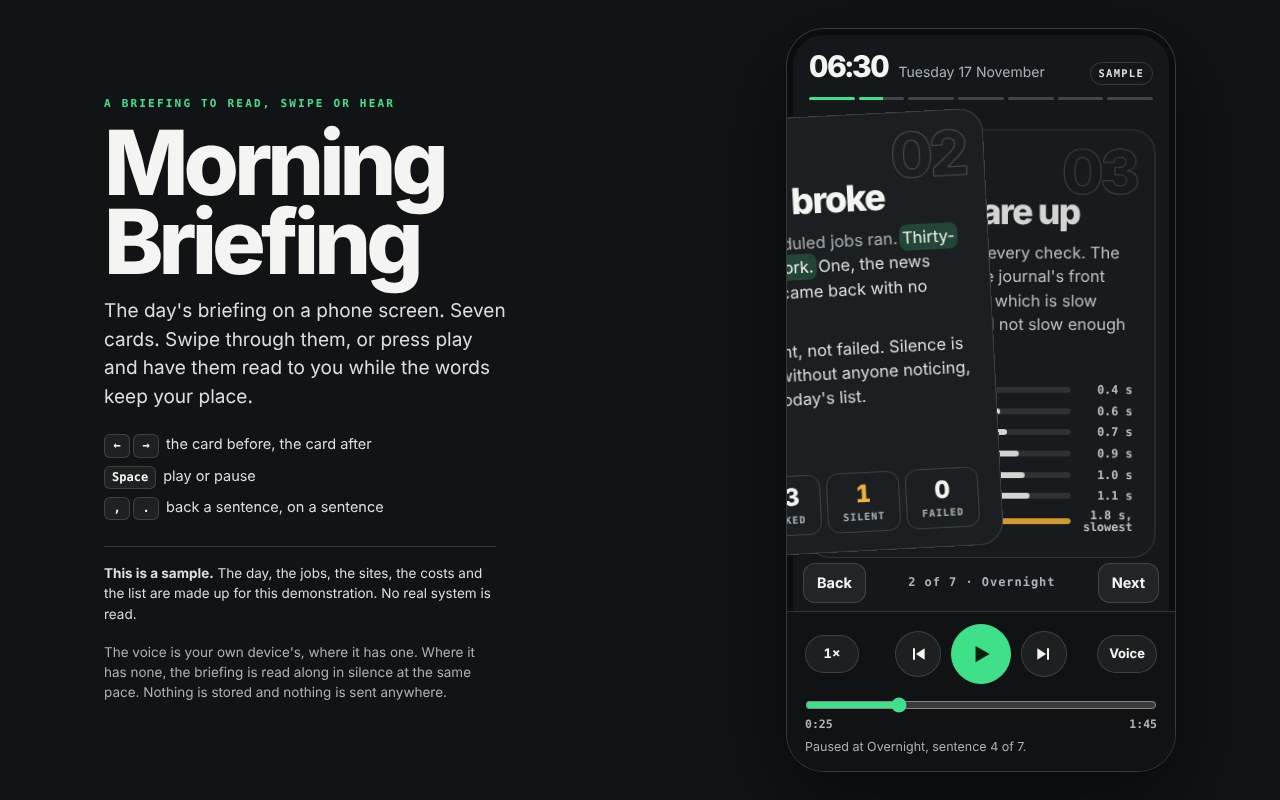 A BRIEFING TO READ, SWIPE OR HEAR
Morning
Briefing
The day's briefing on a phone screen. Seven
cards. Swipe through them, or press play
and have them read to you while the words
keep your place.
← → the card before, the card after
Space play or pause
, . back a sentence, on a sentence
This is a sample. The day, the jobs, the sites, the costs and
the list are made up for this demonstration. No real system is
read.
The voice is your own device's, where it has one. Where it
has none, the briefing is read along in silence at the same
pace. Nothing is stored and nothing is sent anywhere.
06:30 Tuesday 17 November SAMPLE
02
broke
duled jobs ran. Thirty-
ork. One, the news
came back with no
nt, not failed. Silence is
without anyone noticing,
oday's list.
3 1 0
KED SILENT FAILED
03
are up
every check. The
journal's front
which is slow
not slow enough
0.4 s
0.6 s
0.7 s
0.9 s
1.0 s
1.1 s
1.8 s,
slowest
Back 2 of 7 · Overnight Next
1× Voice
0:25 1:45
Paused at Overnight, sentence 4 of 7.